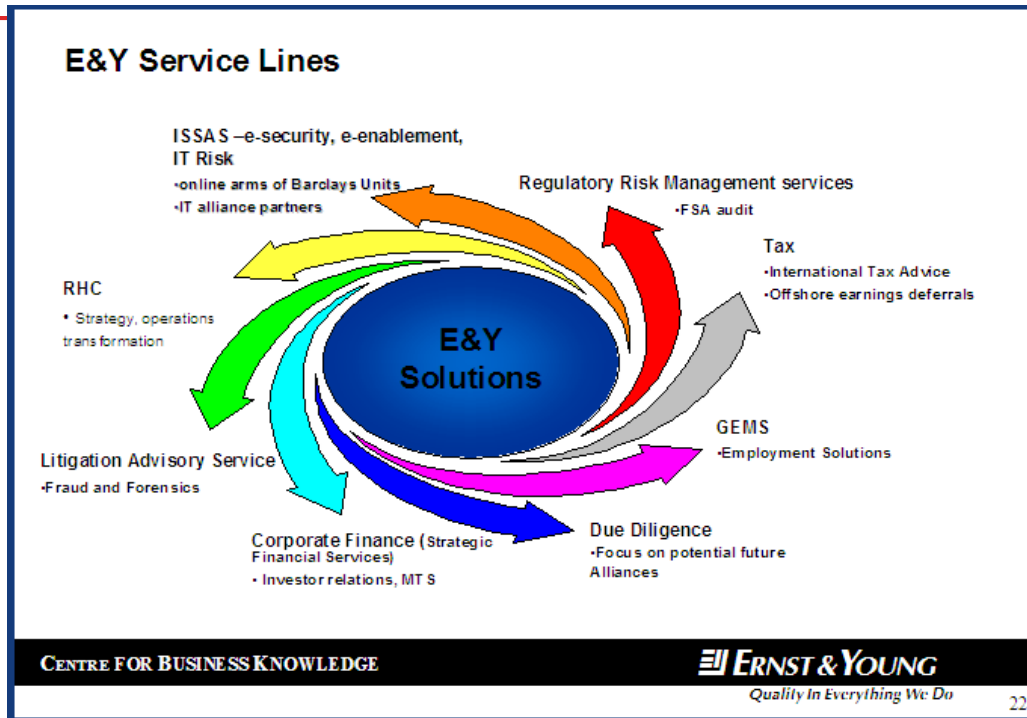 E&Y Service Lines
ISSAS –e-security, e-enablement,
IT Risk
•online arms of Barclays Units
•IT alliance partners
Regulatory Risk Management services
•FSA audit
Tax
•International Tax Advice
•Offshore earnings deferrals
RHC
• Strategy, operations
trans formation
E&Y
Solutions
GEMS
•Employment Solutions
Litigation Advisory Service
•Fraud and Forensics
Corporate Finance (Strategic
Financial Services)
• Investor relations, MTS
Due Diligence
•Focus on potential future
Alliances
CENTRE FOR BUSINESS KNOWLEDGE
ERNST & YOUNG
Quality In Everything We Do
22